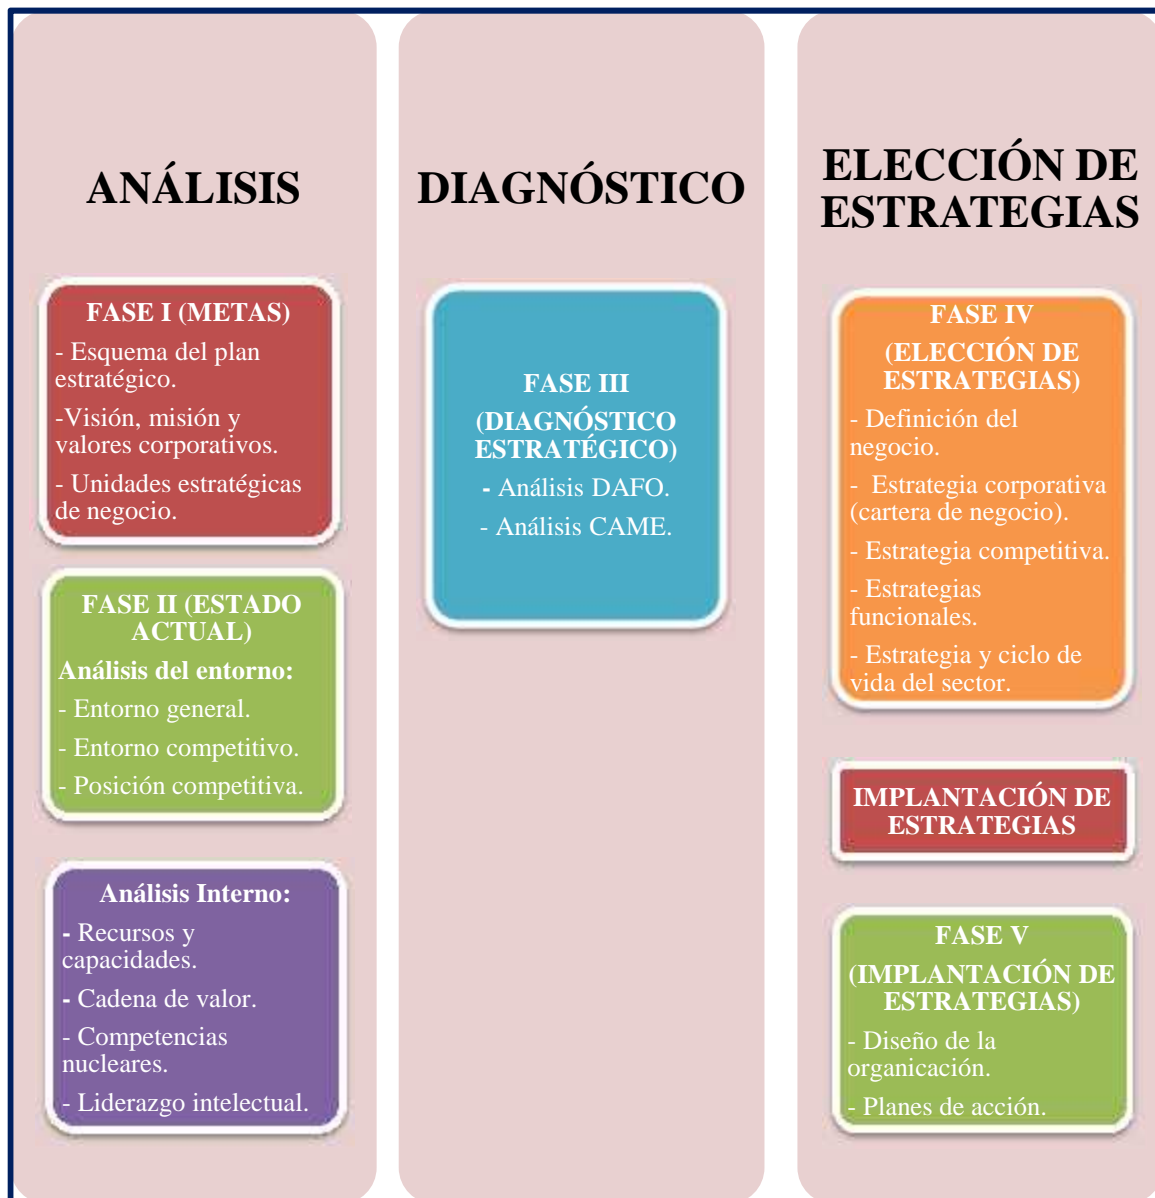 ANÁLISIS
FASE I (METAS)
- Esquema del plan
estratégico.
-Visión, misión y
valores corporativos.
- Unidades estratégicas
de negocio.
FASE II (ESTADO
ACTUAL)
Análisis del entorno:
- Entorno general.
- Entorno competitivo.
- Posición competitiva.
Análisis Interno:
- Recursos y
capacidades.
- Cadena de valor.
- Competencias
nucleares.
- Liderazgo intelectual.
DIAGNÓSTICO
FASE III
(DIAGNÓSTICO
ESTRATÉGICO)
- Análisis DAFO.
- Análisis CAME.
ELECCIÓN DE
ESTRATEGIAS
FASE IV
(ELECCIÓN DE
ESTRATEGIAS)
- Definición del
negocio.
- Estrategia corporativa
(cartera de negocio).
- Estrategia competitiva.
- Estrategias
funcionales.
- Estrategia y ciclo de
vida del sector.
IMPLANTACIÓN DE
ESTRATEGIAS
FASE V
(IMPLANTACIÓN DE
ESTRATEGIAS)
- Diseño de la
organicación.
- Planes de acción.